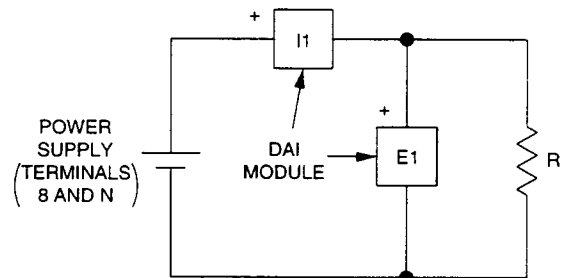 +
I1
+
POWER
SUPPLY
(TERMINALS
8 AND N)
DAI
MODULE
E1
R